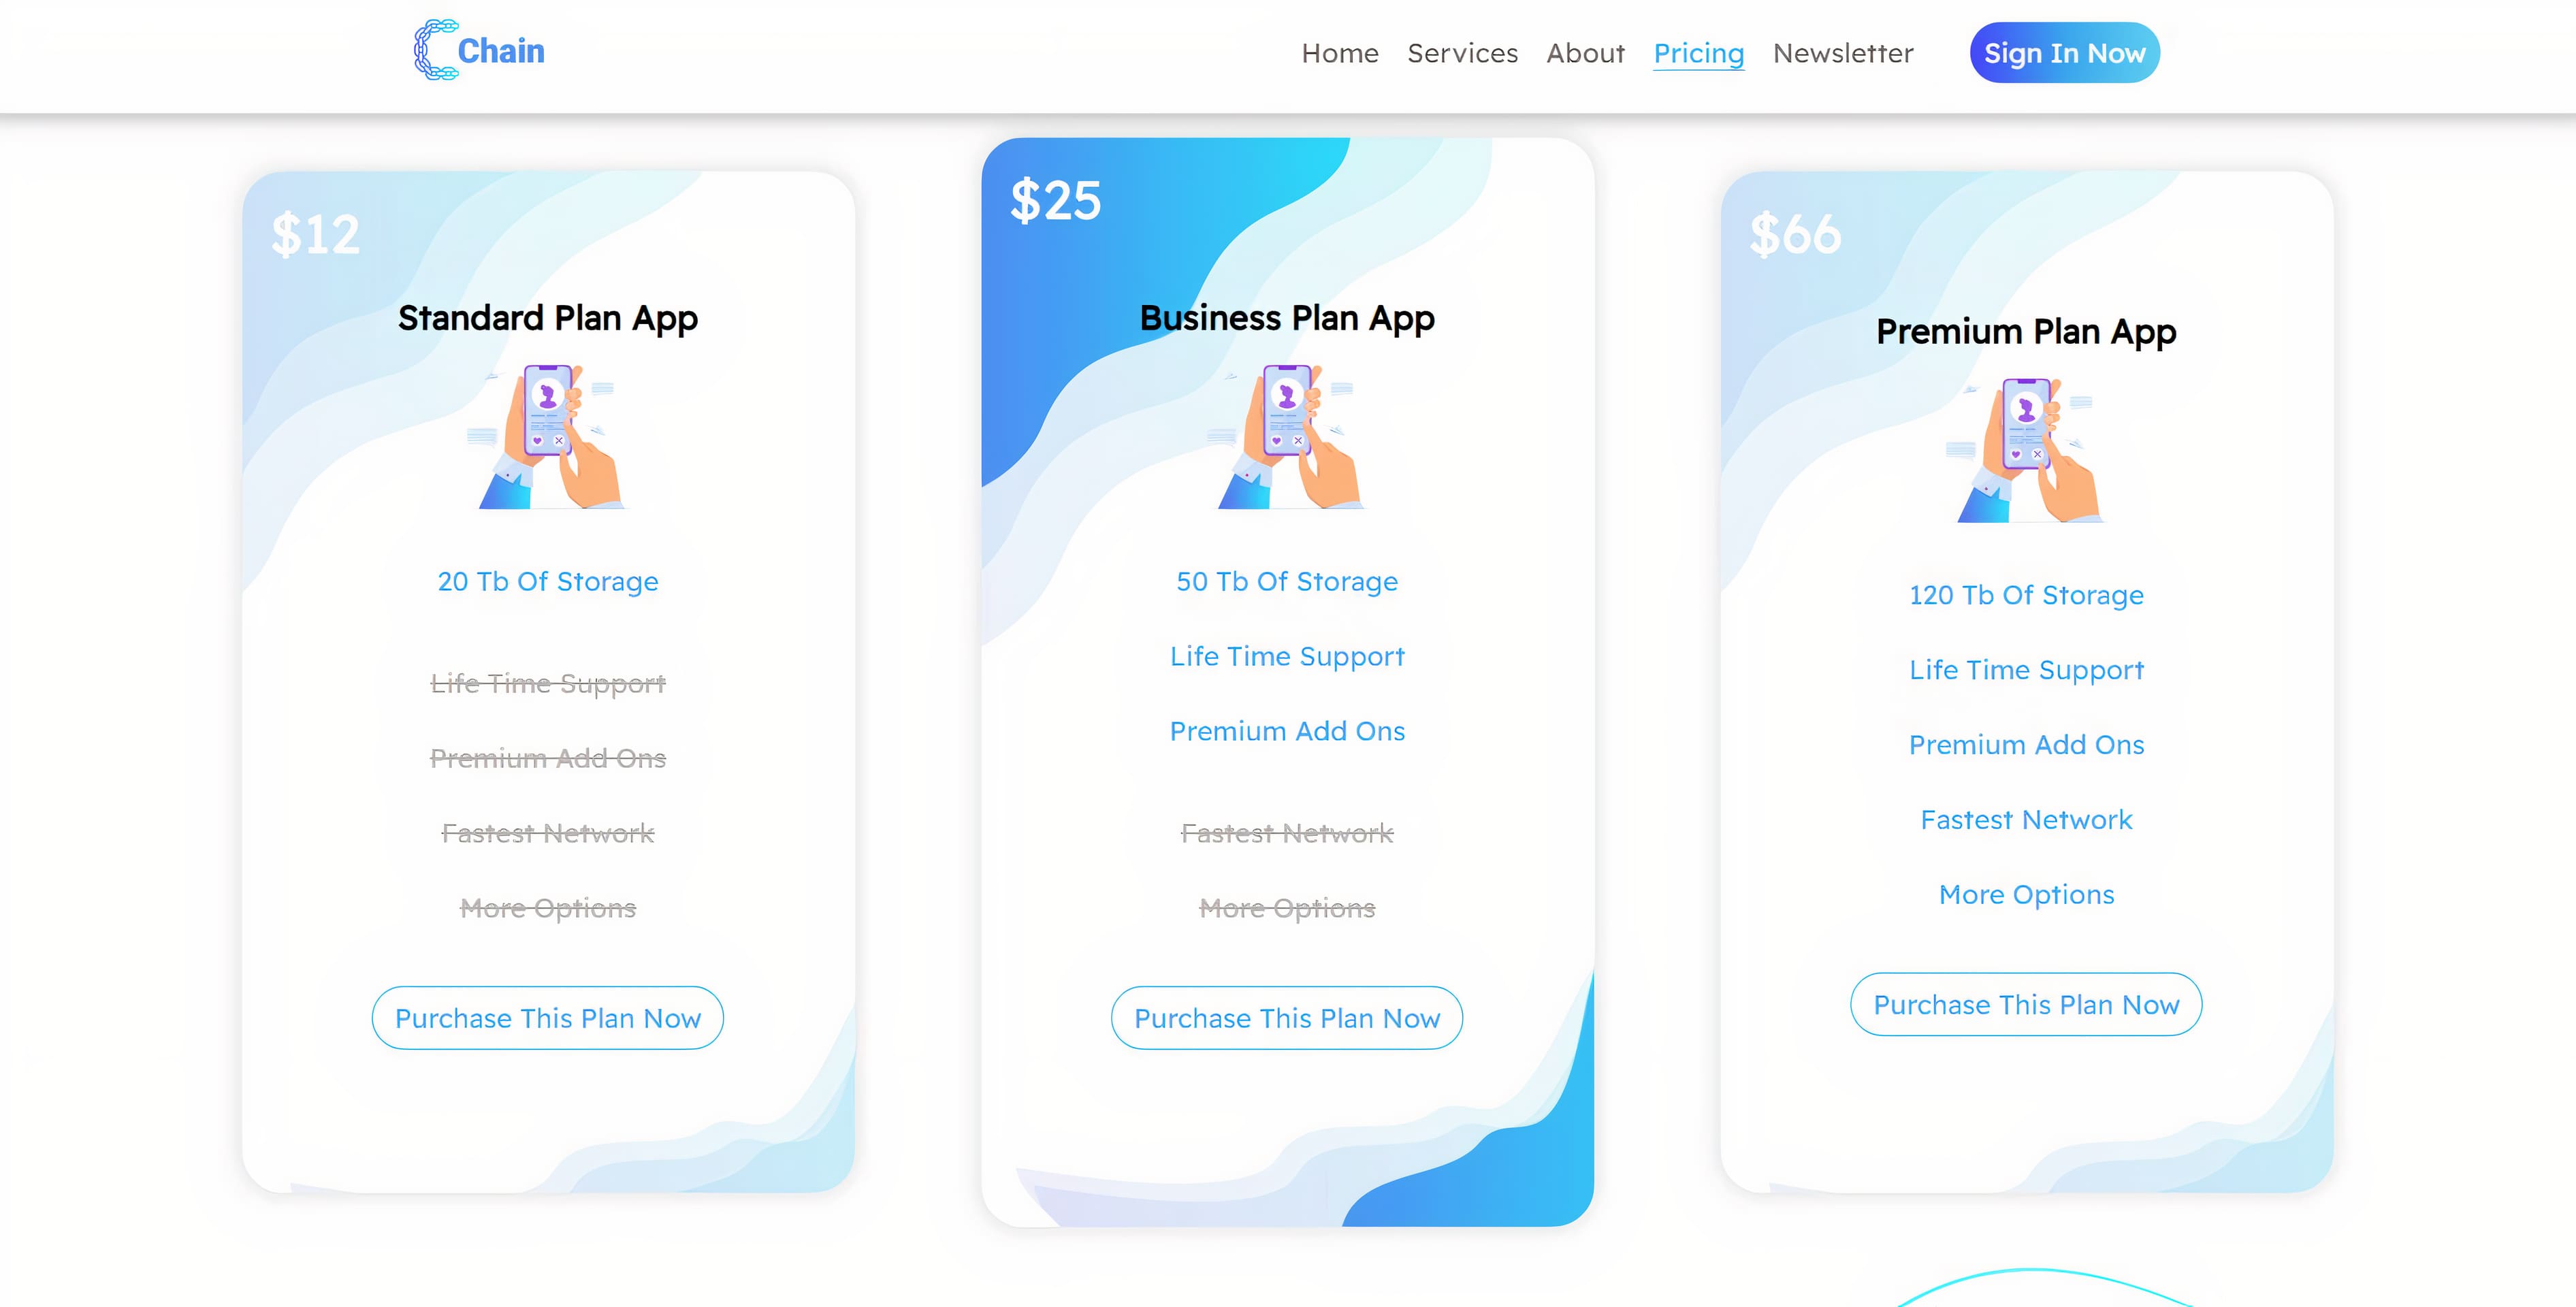 Chain
Home Services About Pricing Newsletter Sign In Now
$12
Standard Plan App
20 Tb Of Storage
Life Time Support
Premium Add Ons
Fastest Network
More Options
Purchase This Plan Now
$25
Business Plan App
50 Tb Of Storage
Life Time Support
Premium Add Ons
Fastest Network
More Options
Purchase This Plan Now
$66
Premium Plan App
120 Tb Of Storage
Life Time Support
Premium Add Ons
Fastest Network
More Options
Purchase This Plan Now